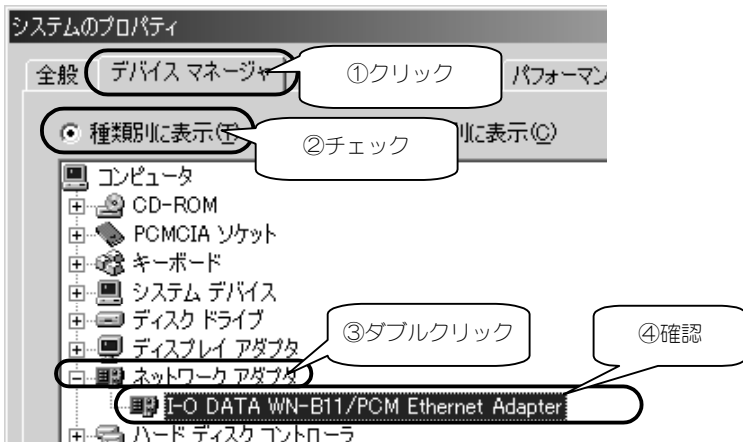 システムのプロパティ
全般 デバイス マネージャ ①クリック パフォーマン
種類別に表示(T) ②チェック 別に表示(C)
コンピュータ
CD-ROM
PCMCIA ソケット
キーボード
システム デバイス
ディスク ドライブ
ディスプレイ アダプタ ③ダブルクリック ④確認
ネットワーク アダプタ
I-O DATA WN-B11/PCM Ethernet Adapter
ハード ディスク コントローラ